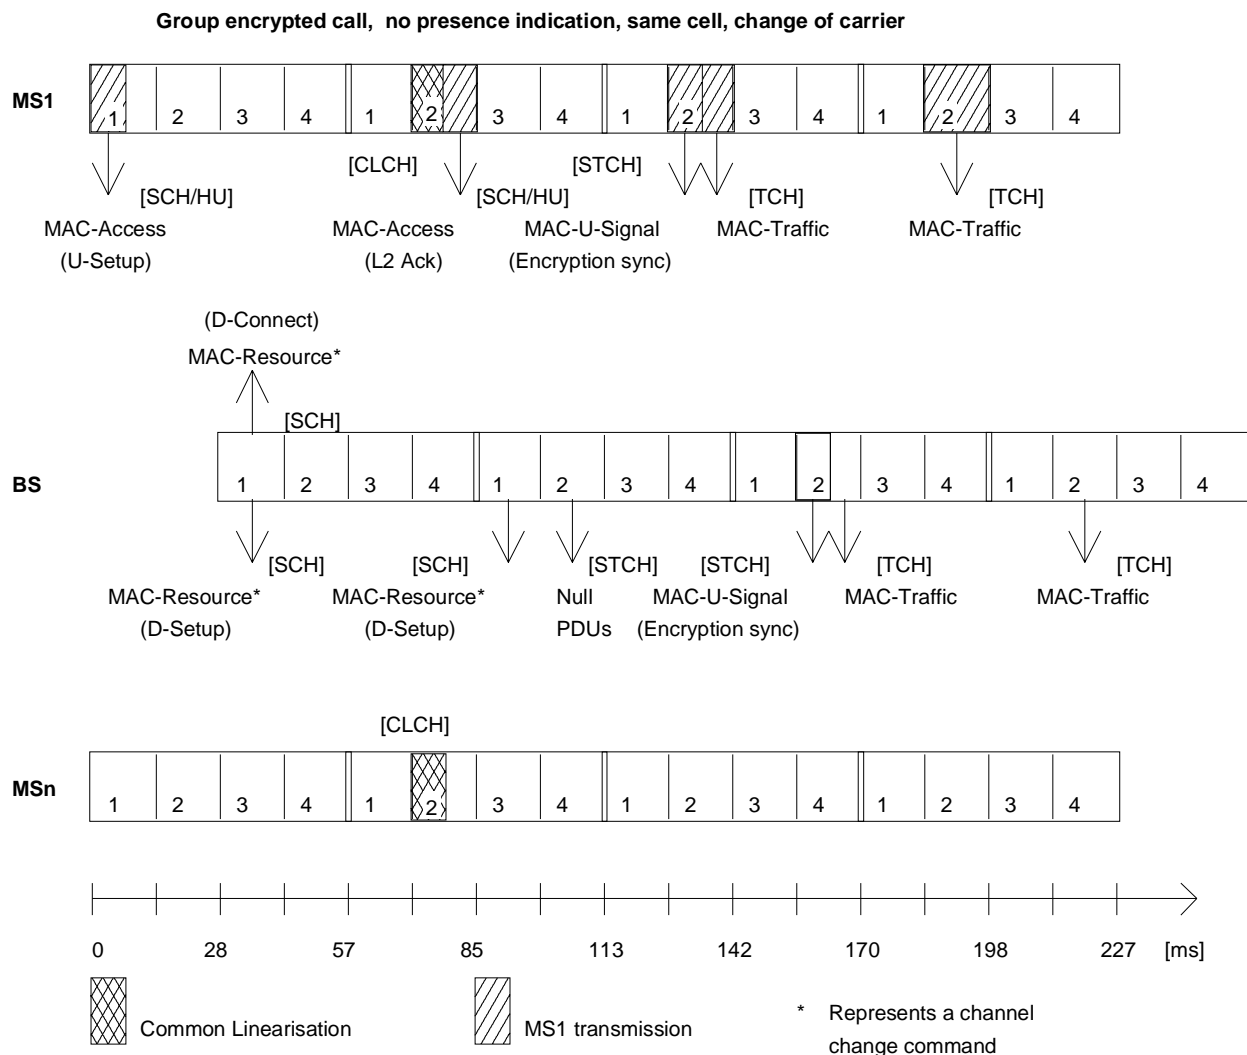 Group encrypted call, no presence indication, same cell, change of carrier
MS1
1 2 3 4 1 2 3 4 1 2 3 4 1 2 3 4
[CLCH] [STCH]
[SCH/HU] [SCH/HU] [TCH] [TCH]
MAC-Access MAC-Access MAC-U-Signal MAC-Traffic MAC-Traffic
(U-Setup) (L2 Ack) (Encryption sync)
(D-Connect)
MAC-Resource*
[SCH]
BS
1 2 3 4 1 2 3 4 1 2 3 4 1 2 3 4
[SCH] [SCH] [STCH] [STCH] [TCH] [TCH]
MAC-Resource* MAC-Resource* Null MAC-U-Signal MAC-Traffic MAC-Traffic
(D-Setup) (D-Setup) PDUs (Encryption sync)
[CLCH]
MSn
1 2 3 4 1 2 3 4 1 2 3 4 1 2 3 4
0 28 57 85 113 142 170 198 227 [ms]
Common Linearisation MS1 transmission * Represents a channel
change command